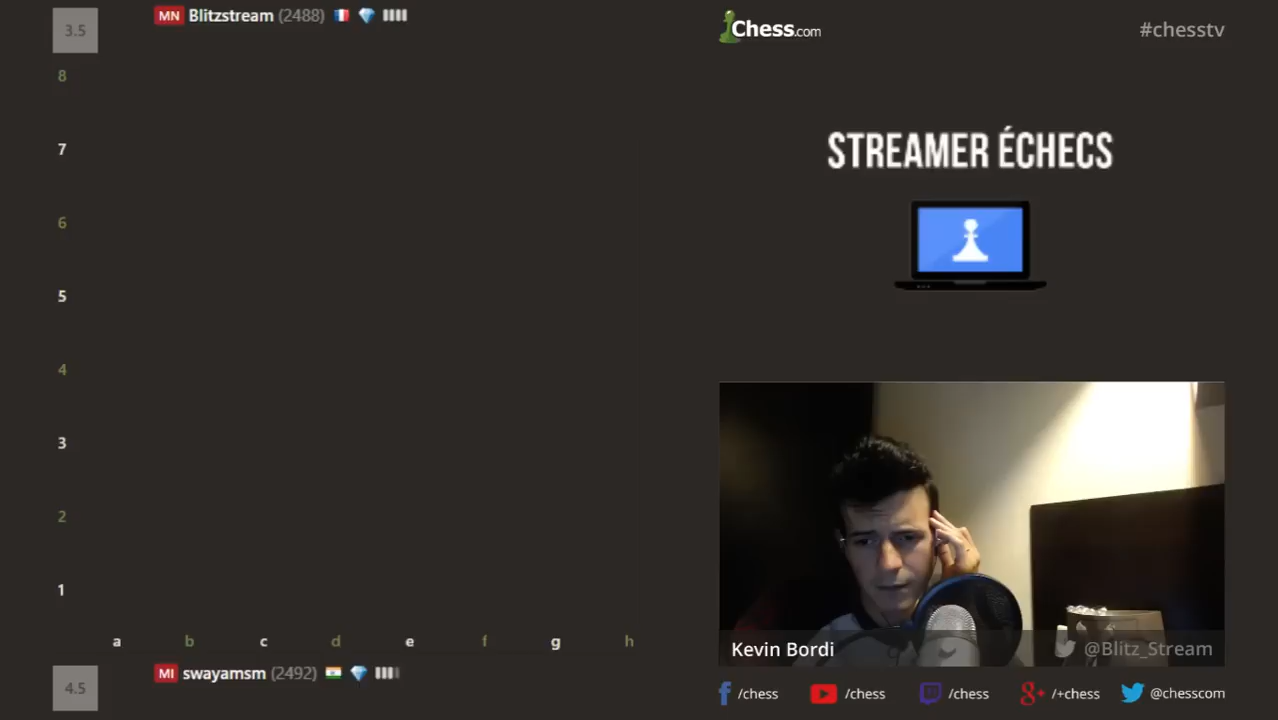 3.5
MN Blitzstream (2488)
Chess.com
#chesstv
8
7
6
5
4
3
2
1
a b c d e f g h
STREAMER ÉCHECS
Kevin Bordi
@Blitz_Stream
4.5
MI swayamsm (2492)
/chess /chess /chess /+chess @chesscom